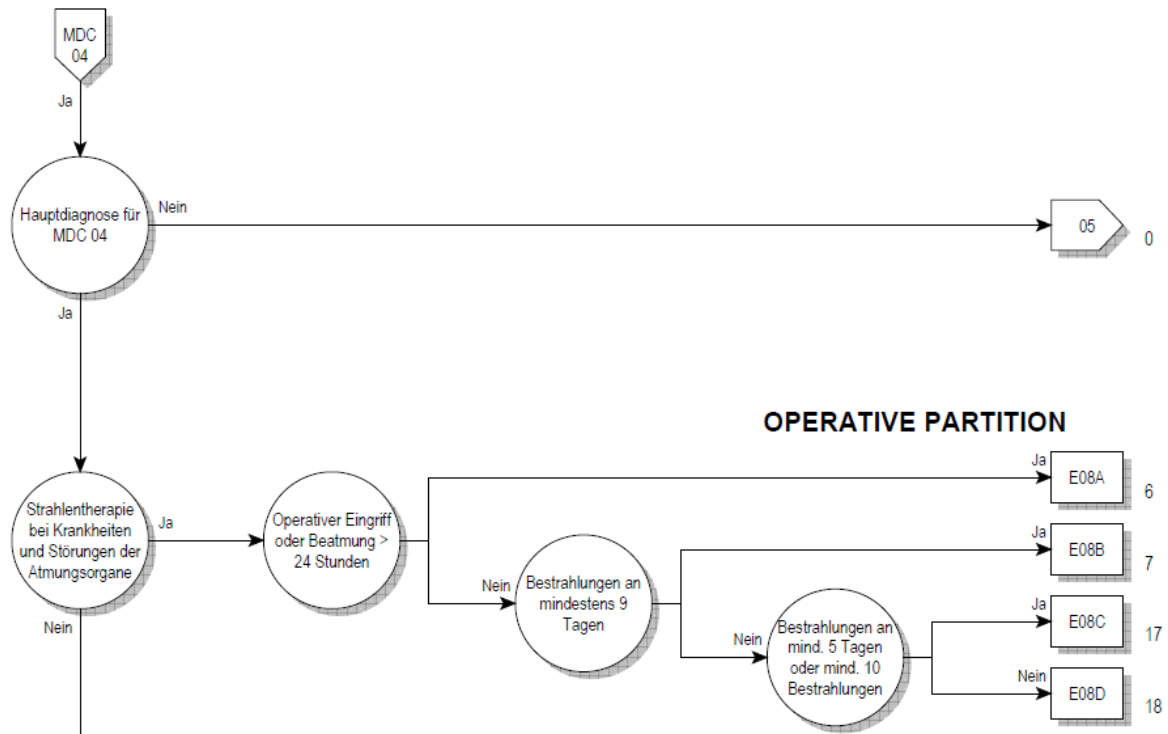 MDC
04
Ja
Hauptdiagnose für
MDC 04
Nein
05
0
Ja
OPERATIVE PARTITION
Strahlentherapie
bei Krankheiten
und Störungen der
Atmungsorgane
Ja
Operativer Eingriff
oder Beatmung >
24 Stunden
Ja
E08A
6
Nein
Bestrahlungen an
mindestens 9
Tagen
Ja
E08B
7
Nein
Bestrahlungen an
mind. 5 Tagen
oder mind. 10
Bestrahlungen
Ja
E08C
17
Nein
E08D
18
Nein